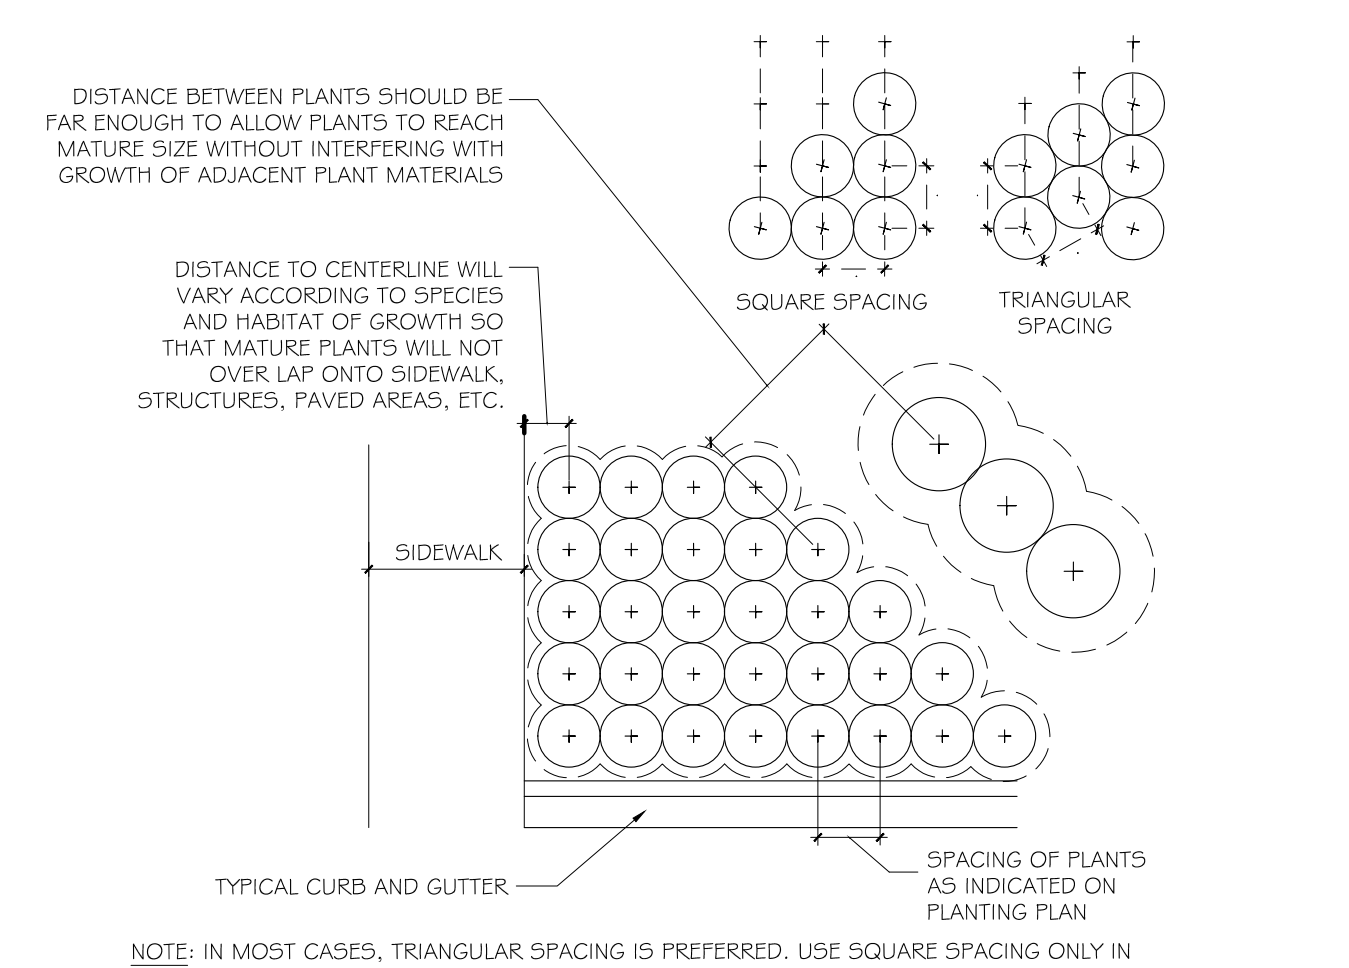 DISTANCE BETWEEN PLANTS SHOULD BE
FAR ENOUGH TO ALLOW PLANTS TO REACH
MATURE SIZE WITHOUT INTERFERING WITH
GROWTH OF ADJACENT PLANT MATERIALS
DISTANCE TO CENTERLINE WILL
VARY ACCORDING TO SPECIES
AND HABITAT OF GROWTH SO
THAT MATURE PLANTS WILL NOT
OVER LAP ONTO SIDEWALK,
STRUCTURES, PAVED AREAS, ETC.
SQUARE SPACING
TRIANGULAR
SPACING
SIDEWALK
TYPICAL CURB AND GUTTER
SPACING OF PLANTS
AS INDICATED ON
PLANTING PLAN
NOTE: IN MOST CASES, TRIANGULAR SPACING IS PREFERRED. USE SQUARE SPACING ONLY IN